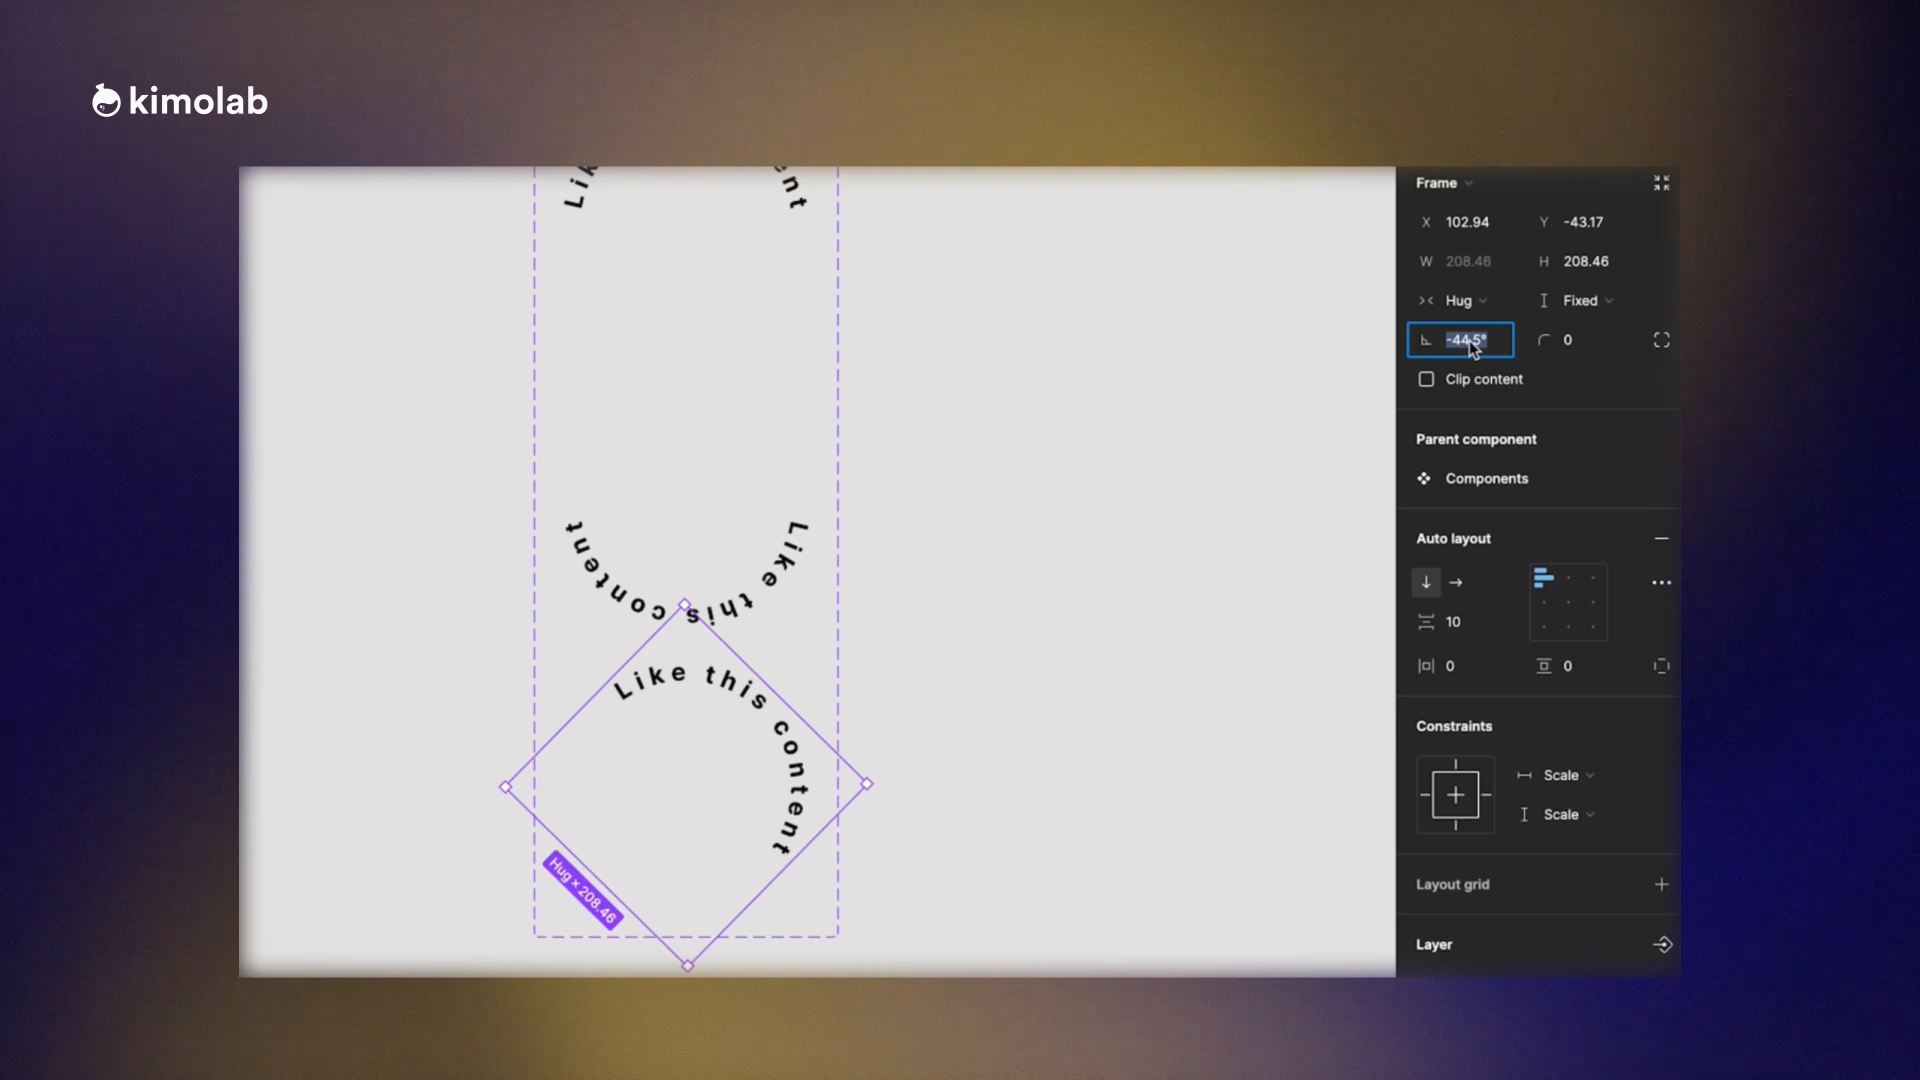 kimolab
Lik
ent
Like this content
Like this content
Hug × 208.46
Frame
X 102.94 Y -43.17
W 208.46 H 208.46
Hug Fixed
-44.5° 0
Clip content
Parent component
Components
Auto layout
10
0 0
Constraints
Scale
Scale
Layout grid
Layer